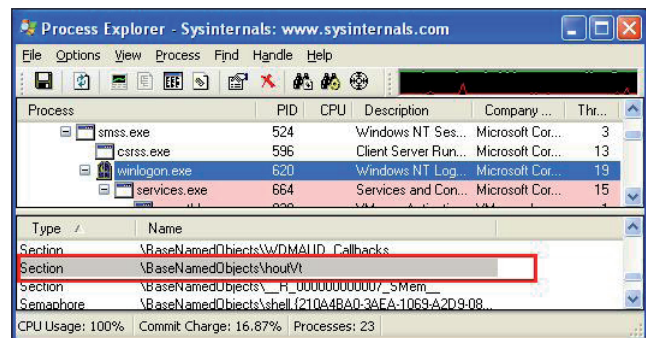 Process Explorer - Sysinternals: www.sysinternals.com
File Options View Process Find Handle Help
Process PID CPU Description Company ... Thr...
smss.exe 524 Windows NT Ses... Microsoft Cor... 3
csrss.exe 596 Client Server Run... Microsoft Cor... 13
winlogon.exe 620 Windows NT Log... Microsoft Cor... 19
services.exe 664 Services and Con... Microsoft Cor... 15
Type Name
Section \BaseNamedObjects\WDMAUD_Callbacks
Section \BaseNamedObjects\houtVt
Section \BaseNamedObjects\__R_000000000007_SMem__
Semaphore \BaseNamedObjects\shell.{210A4BA0-3AEA-1069-A2D9-08...
CPU Usage: 100% Commit Charge: 16.87% Processes: 23